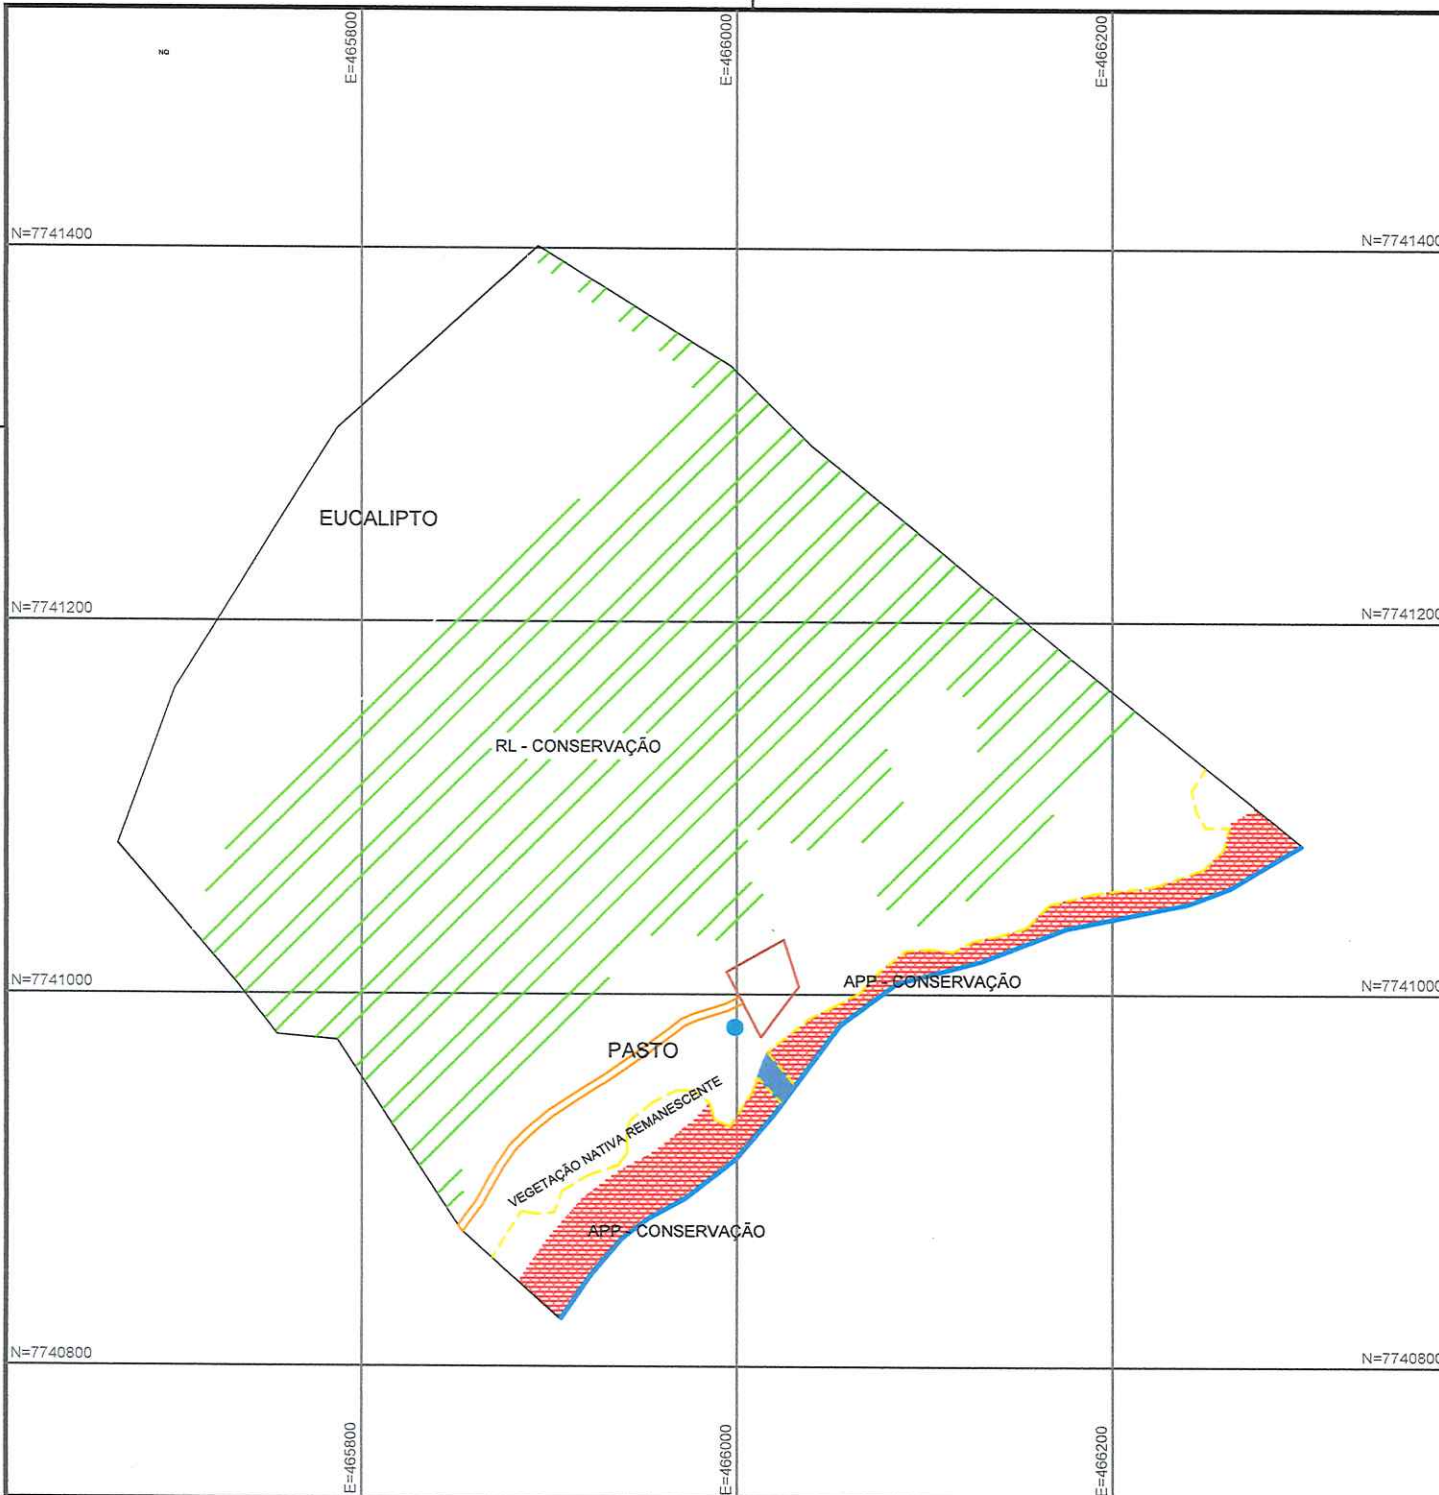 E=465800
E=466000
E=466200
NQ
N=7741400
N=7741400
EUCALIPTO
N=7741200
N=7741200
RL - CONSERVAÇÃO
N=7741000
APP - CONSERVAÇÃO
N=7741000
PASTO
VEGETAÇÃO NATIVA REMANESCENTE
APP - CONSERVAÇÃO
N=7740800
N=7740800
E=465800
E=466000
E=466200